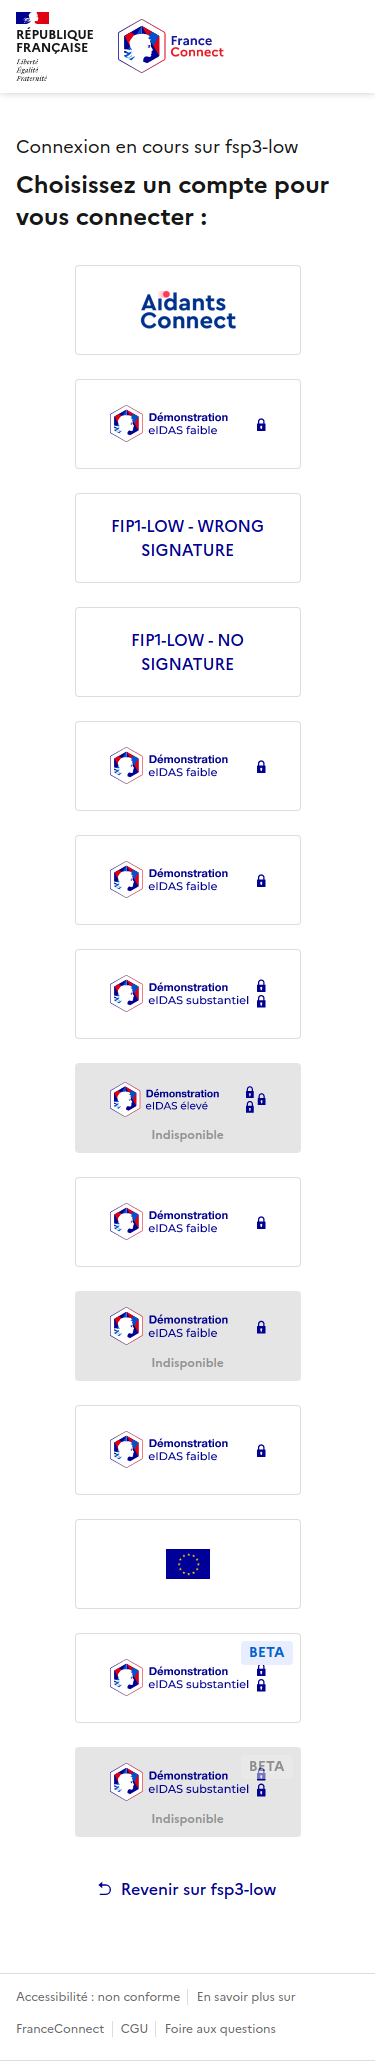 RÉPUBLIQUE
FRANÇAISE
Liberté
Égalité
Fraternité
France
Connect
Connexion en cours sur fsp3-low
Choisissez un compte pour
vous connecter :
Aidants
Connect
Démonstration
eIDAS faible
FIP1-LOW - WRONG
SIGNATURE
FIP1-LOW - NO
SIGNATURE
Démonstration
eIDAS faible
Démonstration
eIDAS faible
Démonstration
eIDAS substantiel
Démonstration
eIDAS élevé
Indisponible
Démonstration
eIDAS faible
Démonstration
eIDAS faible
Indisponible
Démonstration
eIDAS faible
BETA
Démonstration
eIDAS substantiel
BETA
Démonstration
eIDAS substantiel
Indisponible
Revenir sur fsp3-low
Accessibilité : non conforme En savoir plus sur
FranceConnect CGU Foire aux questions